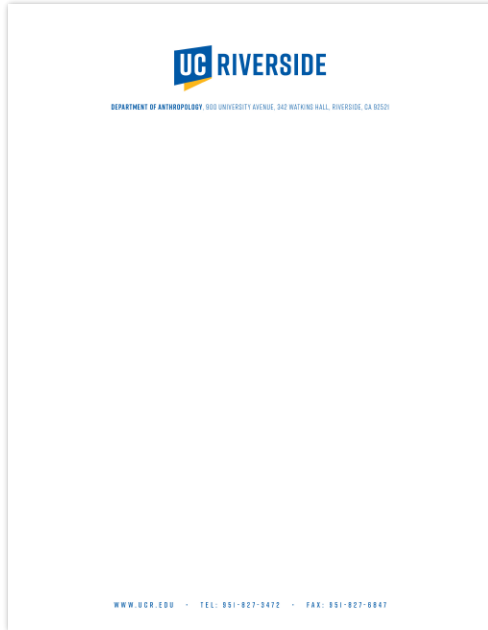 UC RIVERSIDE
DEPARTMENT OF ANTHROPOLOGY, 900 UNIVERSITY AVENUE, 342 WATKINS HALL, RIVERSIDE, CA 92521
WWW.UCR.EDU - TEL: 951-827-3472 - FAX: 951-827-6847